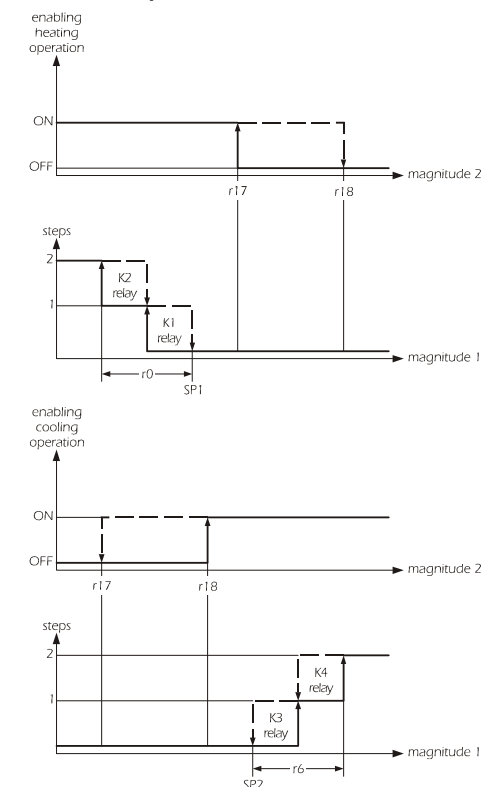 enabling
heating
operation
ON
OFF
magnitude 2
r17
r18
steps
2
K2
relay
1
K1
relay
magnitude 1
r0
SP1
enabling
cooling
operation
ON
OFF
magnitude 2
r17
r18
steps
2
K4
relay
1
K3
relay
magnitude 1
r6
SP2